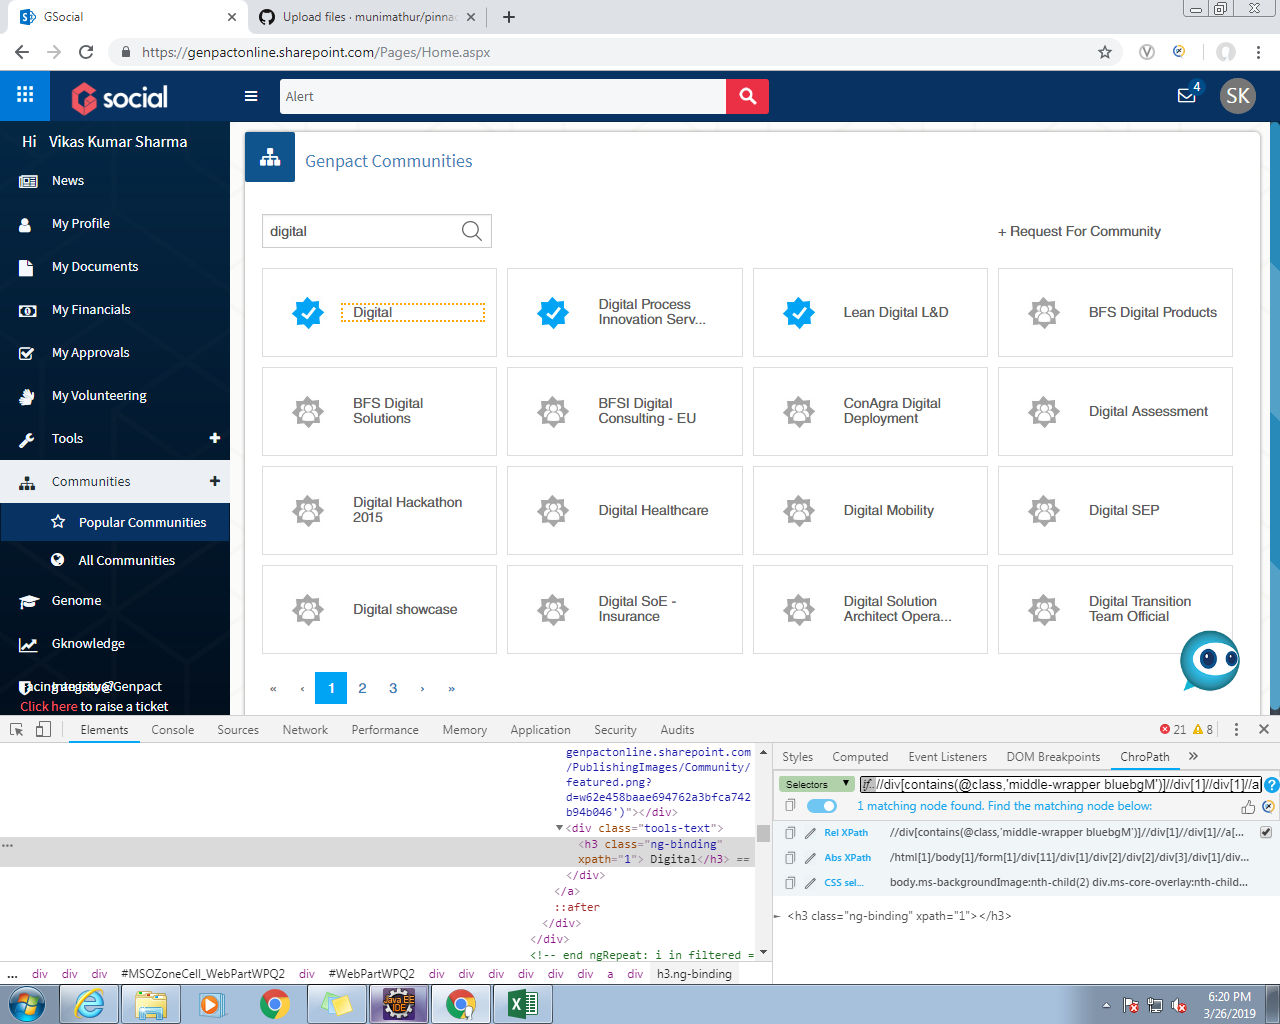 GSocial
Upload files · munimathur/pinnac
https://genpactonline.sharepoint.com/Pages/Home.aspx
social
Alert
4
SK
Hi Vikas Kumar Sharma
News
My Profile
My Documents
My Financials
My Approvals
My Volunteering
Tools
Communities
Popular Communities
All Communities
Genome
Gknowledge
Click here to raise a ticket
Genpact Communities
digital
+ Request For Community
Digital
Digital Process
Innovation Serv...
Lean Digital L&D
BFS Digital Products
BFS Digital
Solutions
BFSI Digital
Consulting - EU
ConAgra Digital
Deployment
Digital Assessment
Digital Hackathon
2015
Digital Healthcare
Digital Mobility
Digital SEP
Digital showcase
Digital SoE -
Insurance
Digital Solution
Architect Opera...
Digital Transition
Team Official
« ‹ 1 2 3 › »
Elements Console Sources Network Performance Memory Application Security Audits
21 8
genpactonline.sharepoint.com
/PublishingImages/Community/
featured.png?
d=w62e458baae694762a3bfca742
b94b046')"></div>
<div class="tools-text">
<h3 class="ng-binding"
xpath="1"> Digital</h3> ==
</div>
</a>
::after
</div>
</div>
<!-- end ngRepeat: i in filtered =
... div div div #MSOZoneCell_WebPartWPQ2 div #WebPartWPQ2 div div div div div div a div h3.ng-binding
Styles Computed Event Listeners DOM Breakpoints ChroPath »
Selectors ▼ if.. //div[contains(@class,'middle-wrapper bluebgM')]//div[1]//div[1]//a[
1 matching node found. Find the matching node below:
Rel XPath //div[contains(@class,'middle-wrapper bluebgM')]//div[1]//div[1]//a[...
Abs XPath /html[1]/body[1]/form[1]/div[11]/div[1]/div[2]/div[2]/div[3]/div[1]/div...
CSS sel... body.ms-backgroundImage:nth-child(2) div.ms-core-overlay:nth-child...
<h3 class="ng-binding" xpath="1"></h3>
Java EE
IDE
6:20 PM
3/26/2019